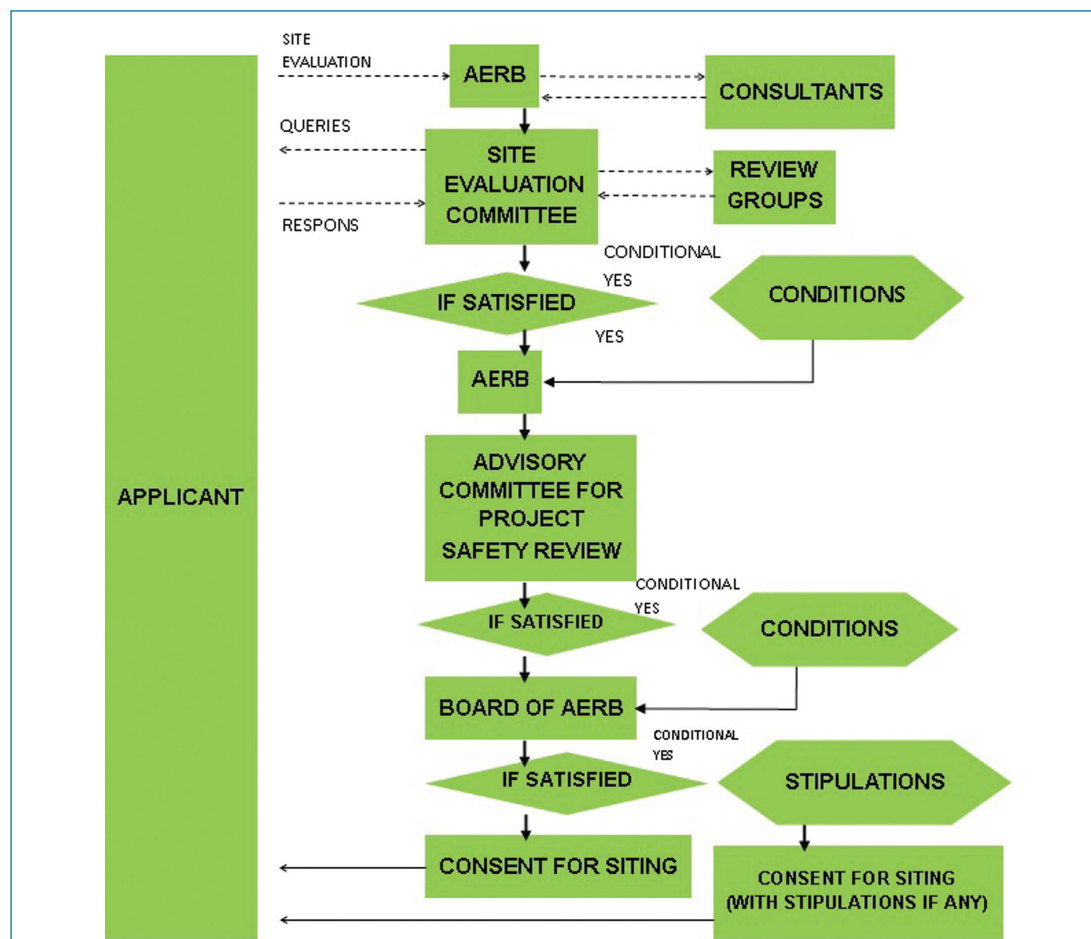 SITE
EVALUATION
AERB
CONSULTANTS
QUERIES
SITE
EVALUATION
COMMITTEE
REVIEW
GROUPS
RESPONS
CONDITIONAL
YES
IF SATISFIED
CONDITIONS
YES
AERB
APPLICANT
ADVISORY
COMMITTEE FOR
PROJECT
SAFETY REVIEW
CONDITIONAL
YES
IF SATISFIED
CONDITIONS
BOARD OF AERB
CONDITIONAL
YES
IF SATISFIED
STIPULATIONS
CONSENT FOR SITING
CONSENT FOR SITING
(WITH STIPULATIONS IF ANY)